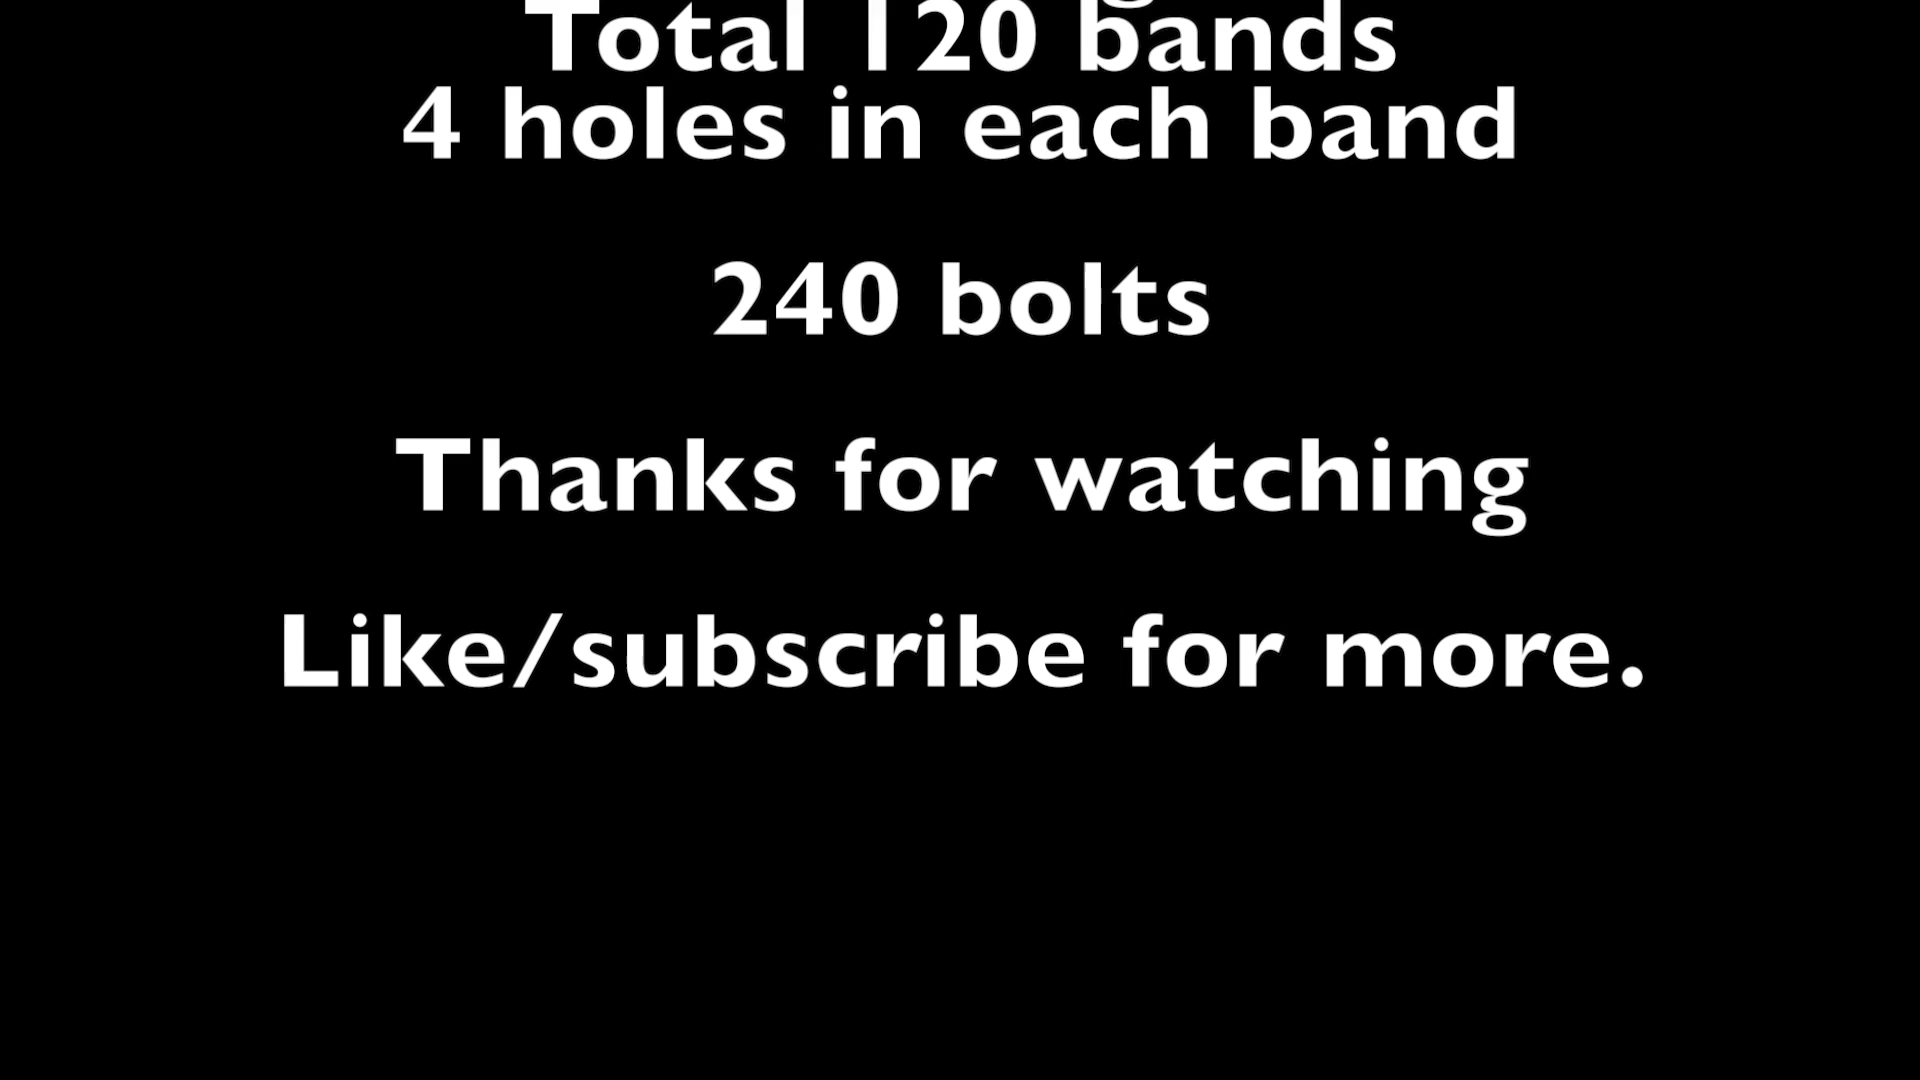 Total 120 bands
4 holes in each band
240 bolts
Thanks for watching
Like/subscribe for more.